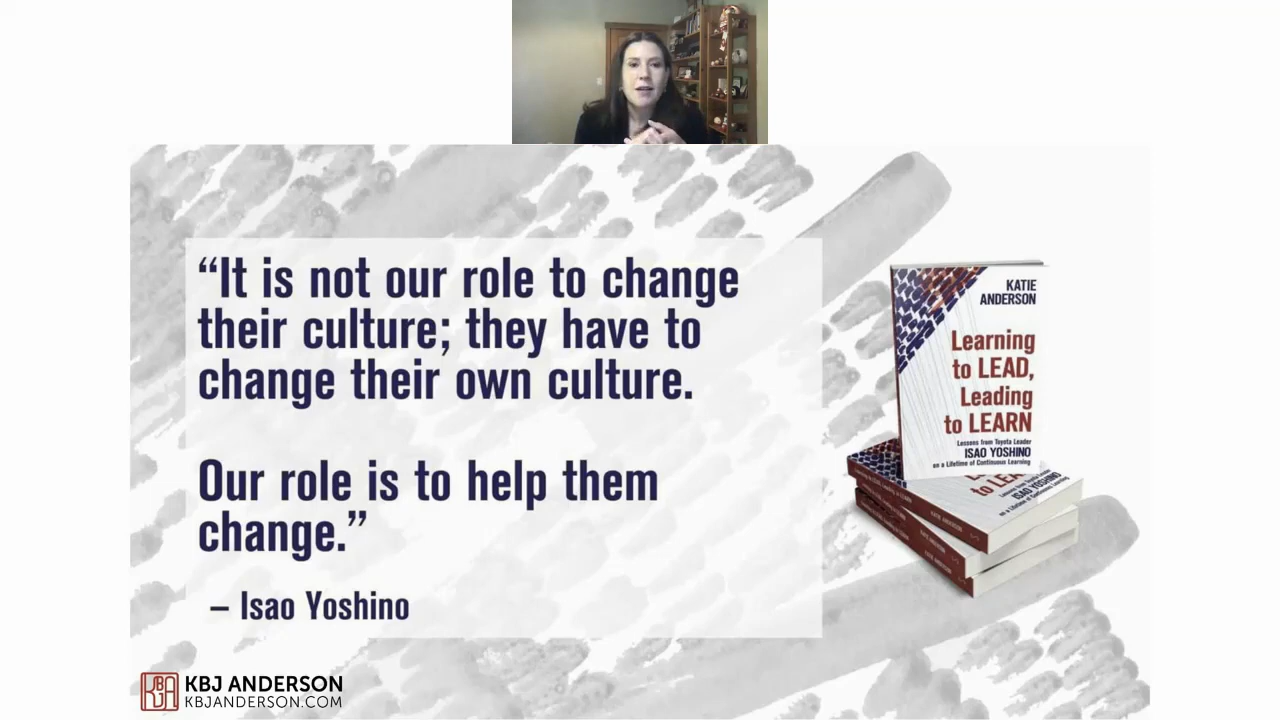 “It is not our role to change
their culture; they have to
change their own culture.
Our role is to help them
change.”
– Isao Yoshino
KATIE
ANDERSON
Learning
to LEAD,
Leading
to LEARN
Lessons from Toyota Leader
ISAO YOSHINO
on a Lifetime of Continuous Learning
KBJ ANDERSON
KBJANDERSON.COM